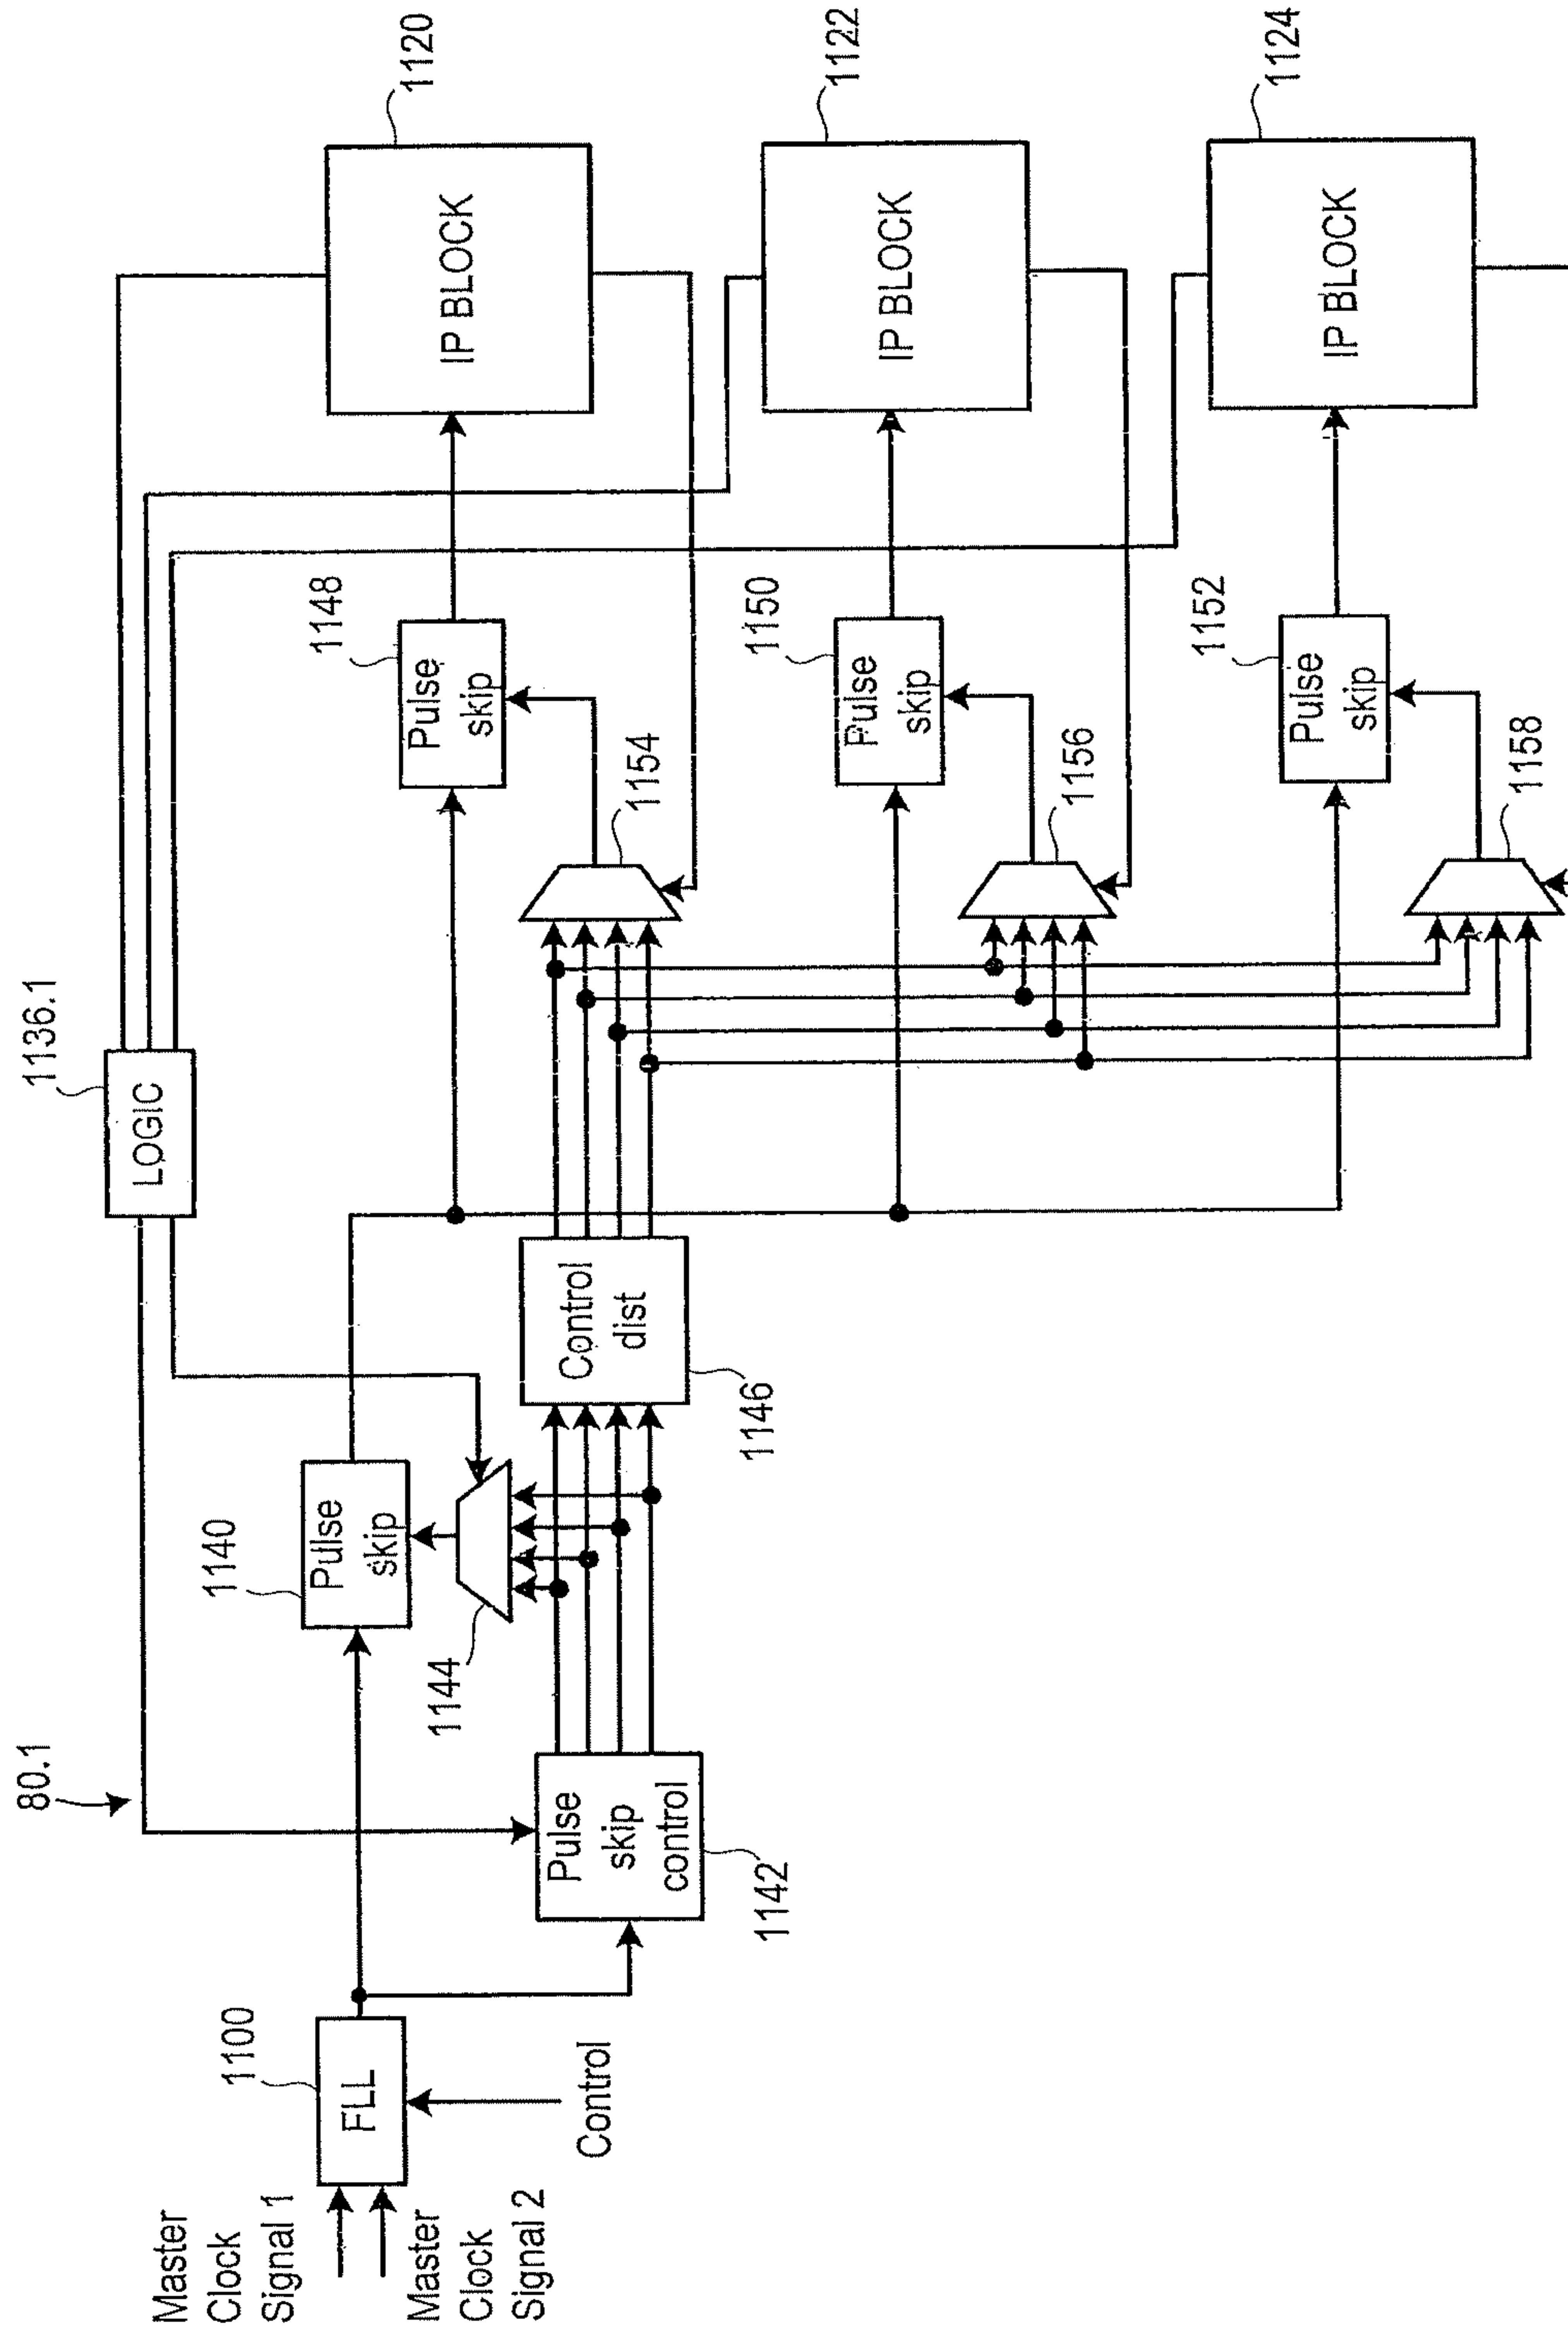 80.1
Master
Clock
Signal 1
Master
Clock
Signal 2
FLL
1100
Control
Pulse
skip
1140
1144
Pulse
skip
control
1142
Control
dist
1146
LOGIC
1136.1
Pulse
skip
1148
1154
IP BLOCK
1120
Pulse
skip
1150
1156
IP BLOCK
1122
Pulse
skip
1152
1158
IP BLOCK
1124